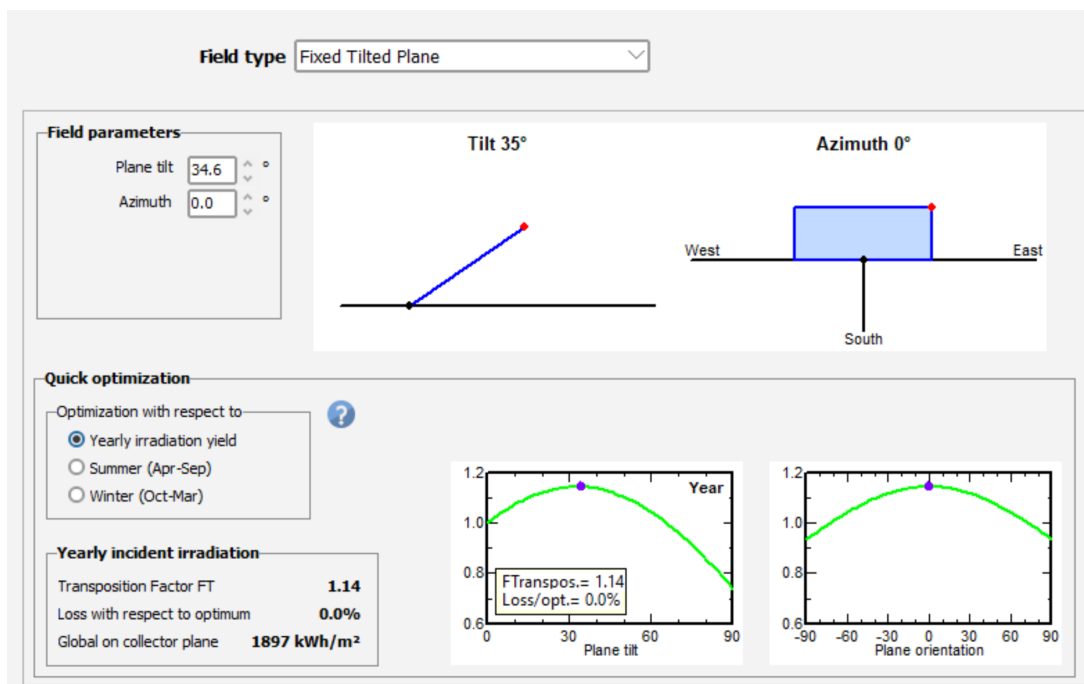 Field type Fixed Tilted Plane
Field parameters
Plane tilt 34.6 °
Azimuth 0.0 °
Tilt 35°
Azimuth 0°
West
East
South
Quick optimization
Optimization with respect to
Yearly irradiation yield
Summer (Apr-Sep)
Winter (Oct-Mar)
?
Yearly incident irradiation
Transposition Factor FT 1.14
Loss with respect to optimum 0.0%
Global on collector plane 1897 kWh/m²
1.2
Year
1.0
0.8
FTranspos.= 1.14
Loss/opt.= 0.0%
0.6
0 30 60 90
Plane tilt
1.2
1.0
0.8
0.6
-90 -60 -30 0 30 60 90
Plane orientation